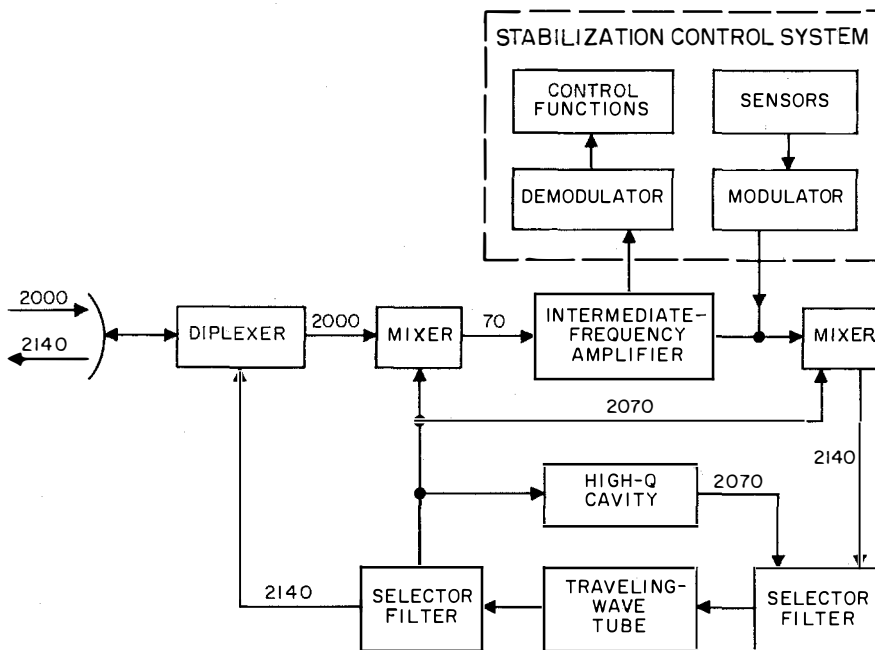 STABILIZATION CONTROL SYSTEM
CONTROL
FUNCTIONS
SENSORS
DEMODULATOR
MODULATOR
2000
2140
DIPLEXER
2000
MIXER
70
INTERMEDIATE-
FREQUENCY
AMPLIFIER
MIXER
2070
2140
HIGH-Q
CAVITY
2070
2140
SELECTOR
FILTER
TRAVELING-
WAVE
TUBE
SELECTOR
FILTER